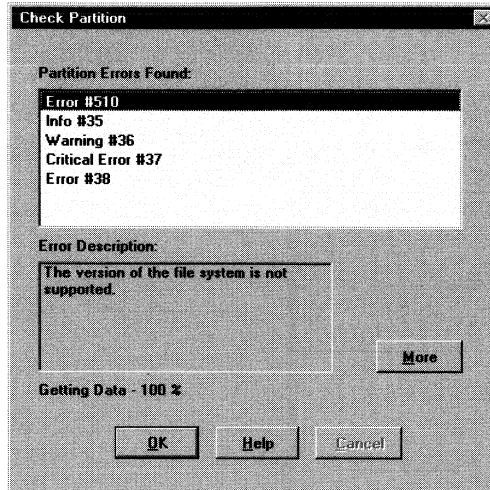 Check Partition
Partition Errors Found:
Error #510
Info #35
Warning #36
Critical Error #37
Error #38
Error Description:
The version of the file system is not
supported.
More
Getting Data - 100 %
OK
Help
Cancel